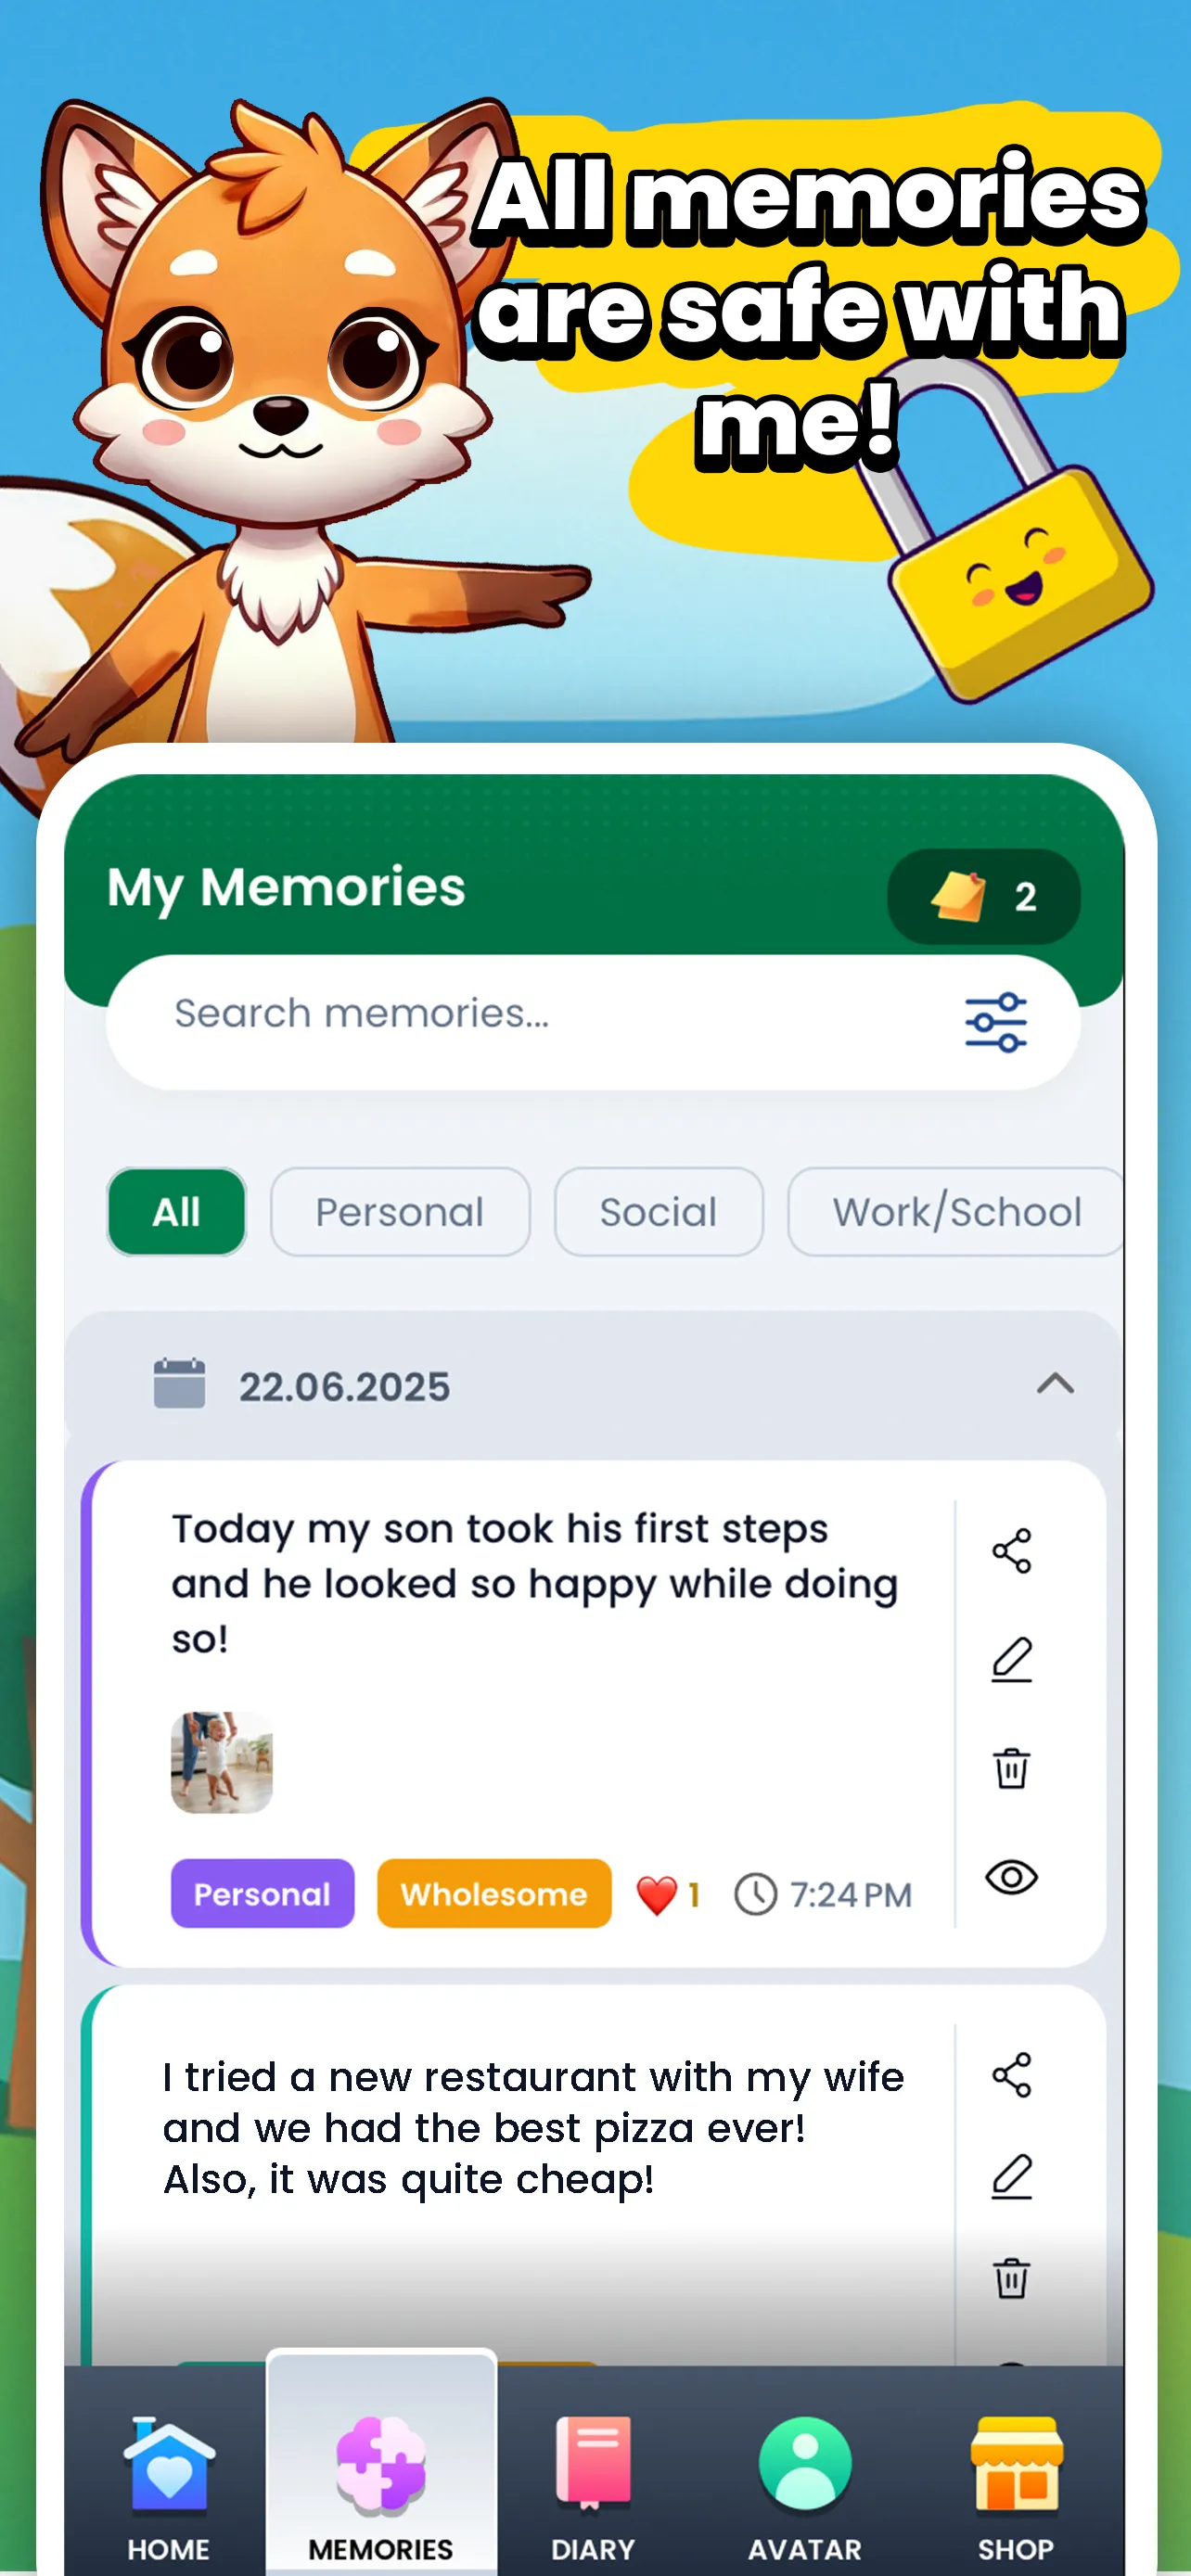 All memories
are safe with
me!
My Memories
2
Search memories...
All
Personal
Social
Work/School
22.06.2025
Today my son took his first steps
and he looked so happy while doing
so!
Personal
Wholesome
1
7:24 PM
I tried a new restaurant with my wife
and we had the best pizza ever!
Also, it was quite cheap!
HOME
MEMORIES
DIARY
AVATAR
SHOP